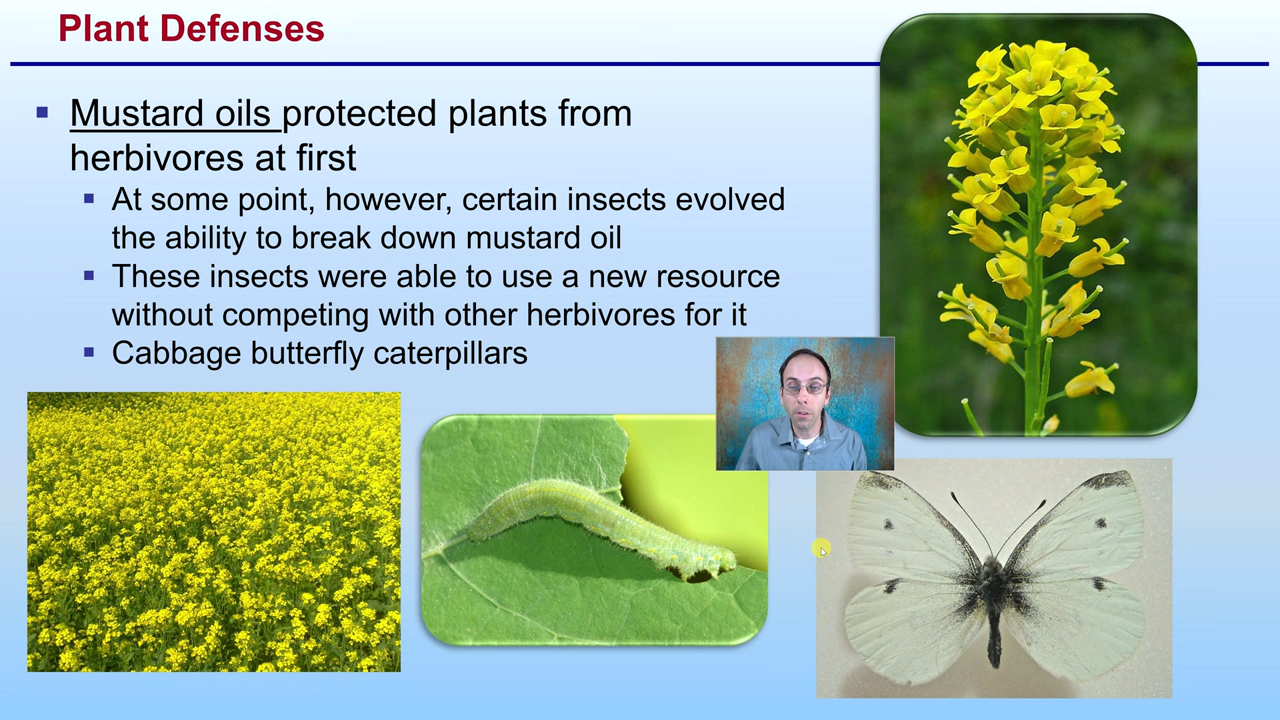 Plant Defenses
Mustard oils protected plants from
herbivores at first
At some point, however, certain insects evolved
the ability to break down mustard oil
These insects were able to use a new resource
without competing with other herbivores for it
Cabbage butterfly caterpillars